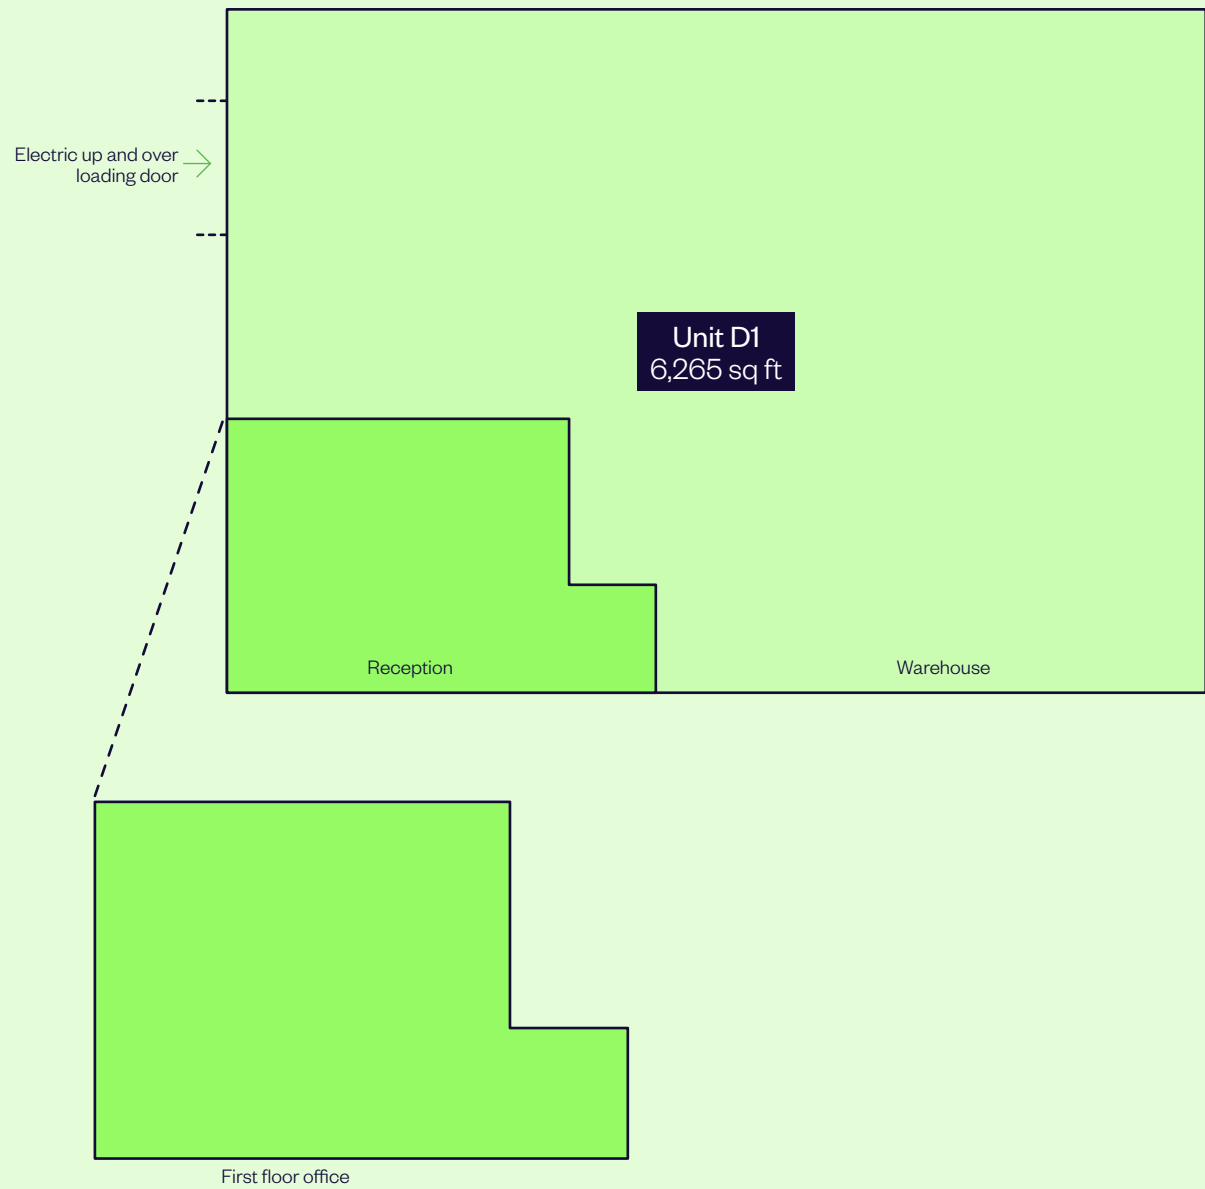 Electric up and over
loading door
Unit D1
6,265 sq ft
Reception
Warehouse
First floor office